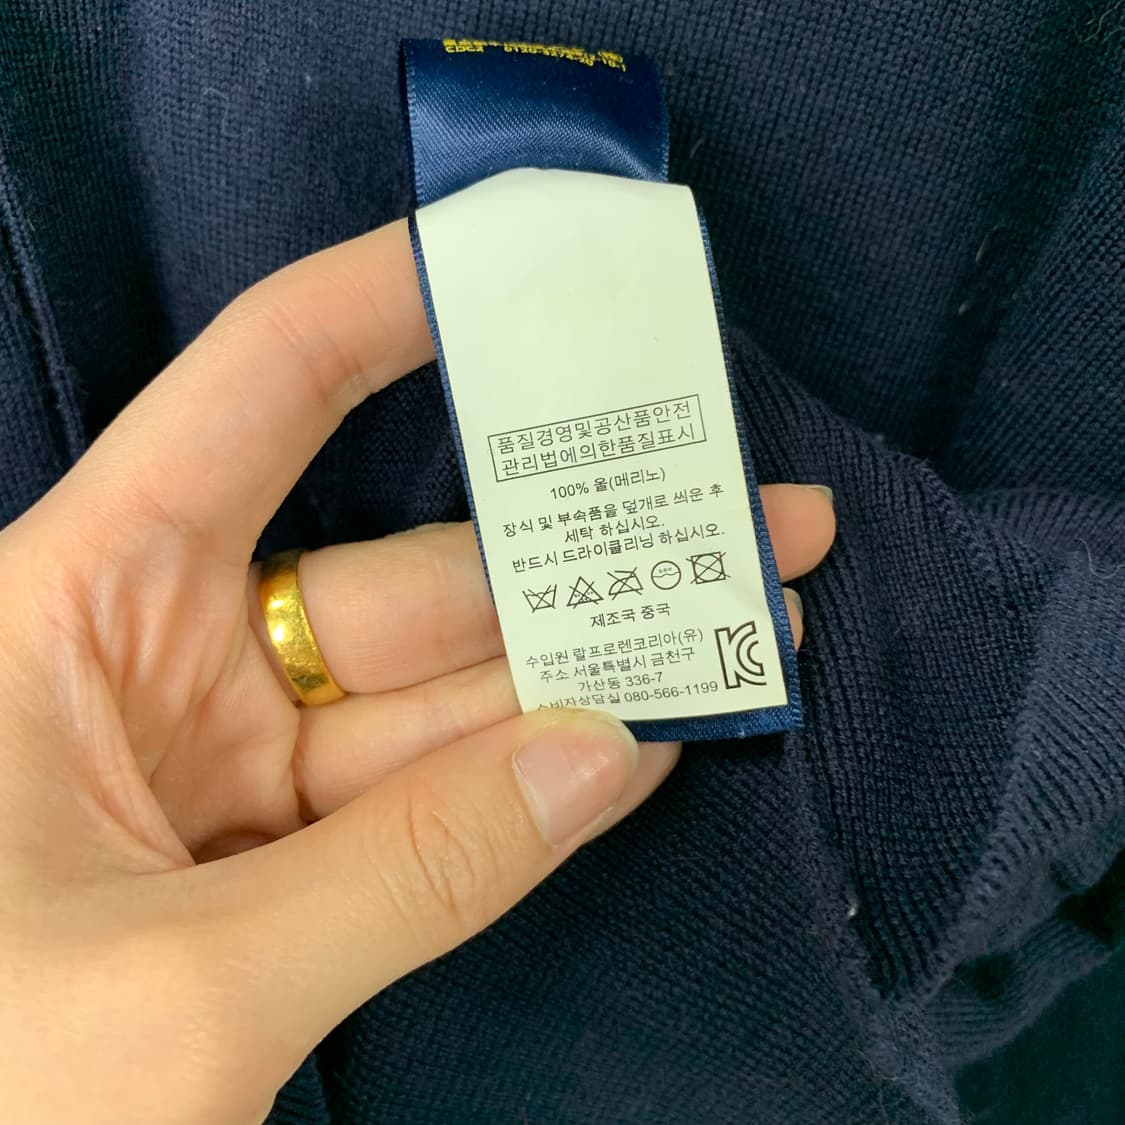 품질경영및공산품안전
관리법에의한품질표시
100% 울(메리노)
장식 및 부속품을 덮개로 씌운 후
세탁 하십시오.
반드시 드라이클리닝 하십시오.
제조국 중국
수입원 랄프로렌코리아(유)
주소 서울특별시 금천구
가산동 336-7
소비자상담실 080-566-1199